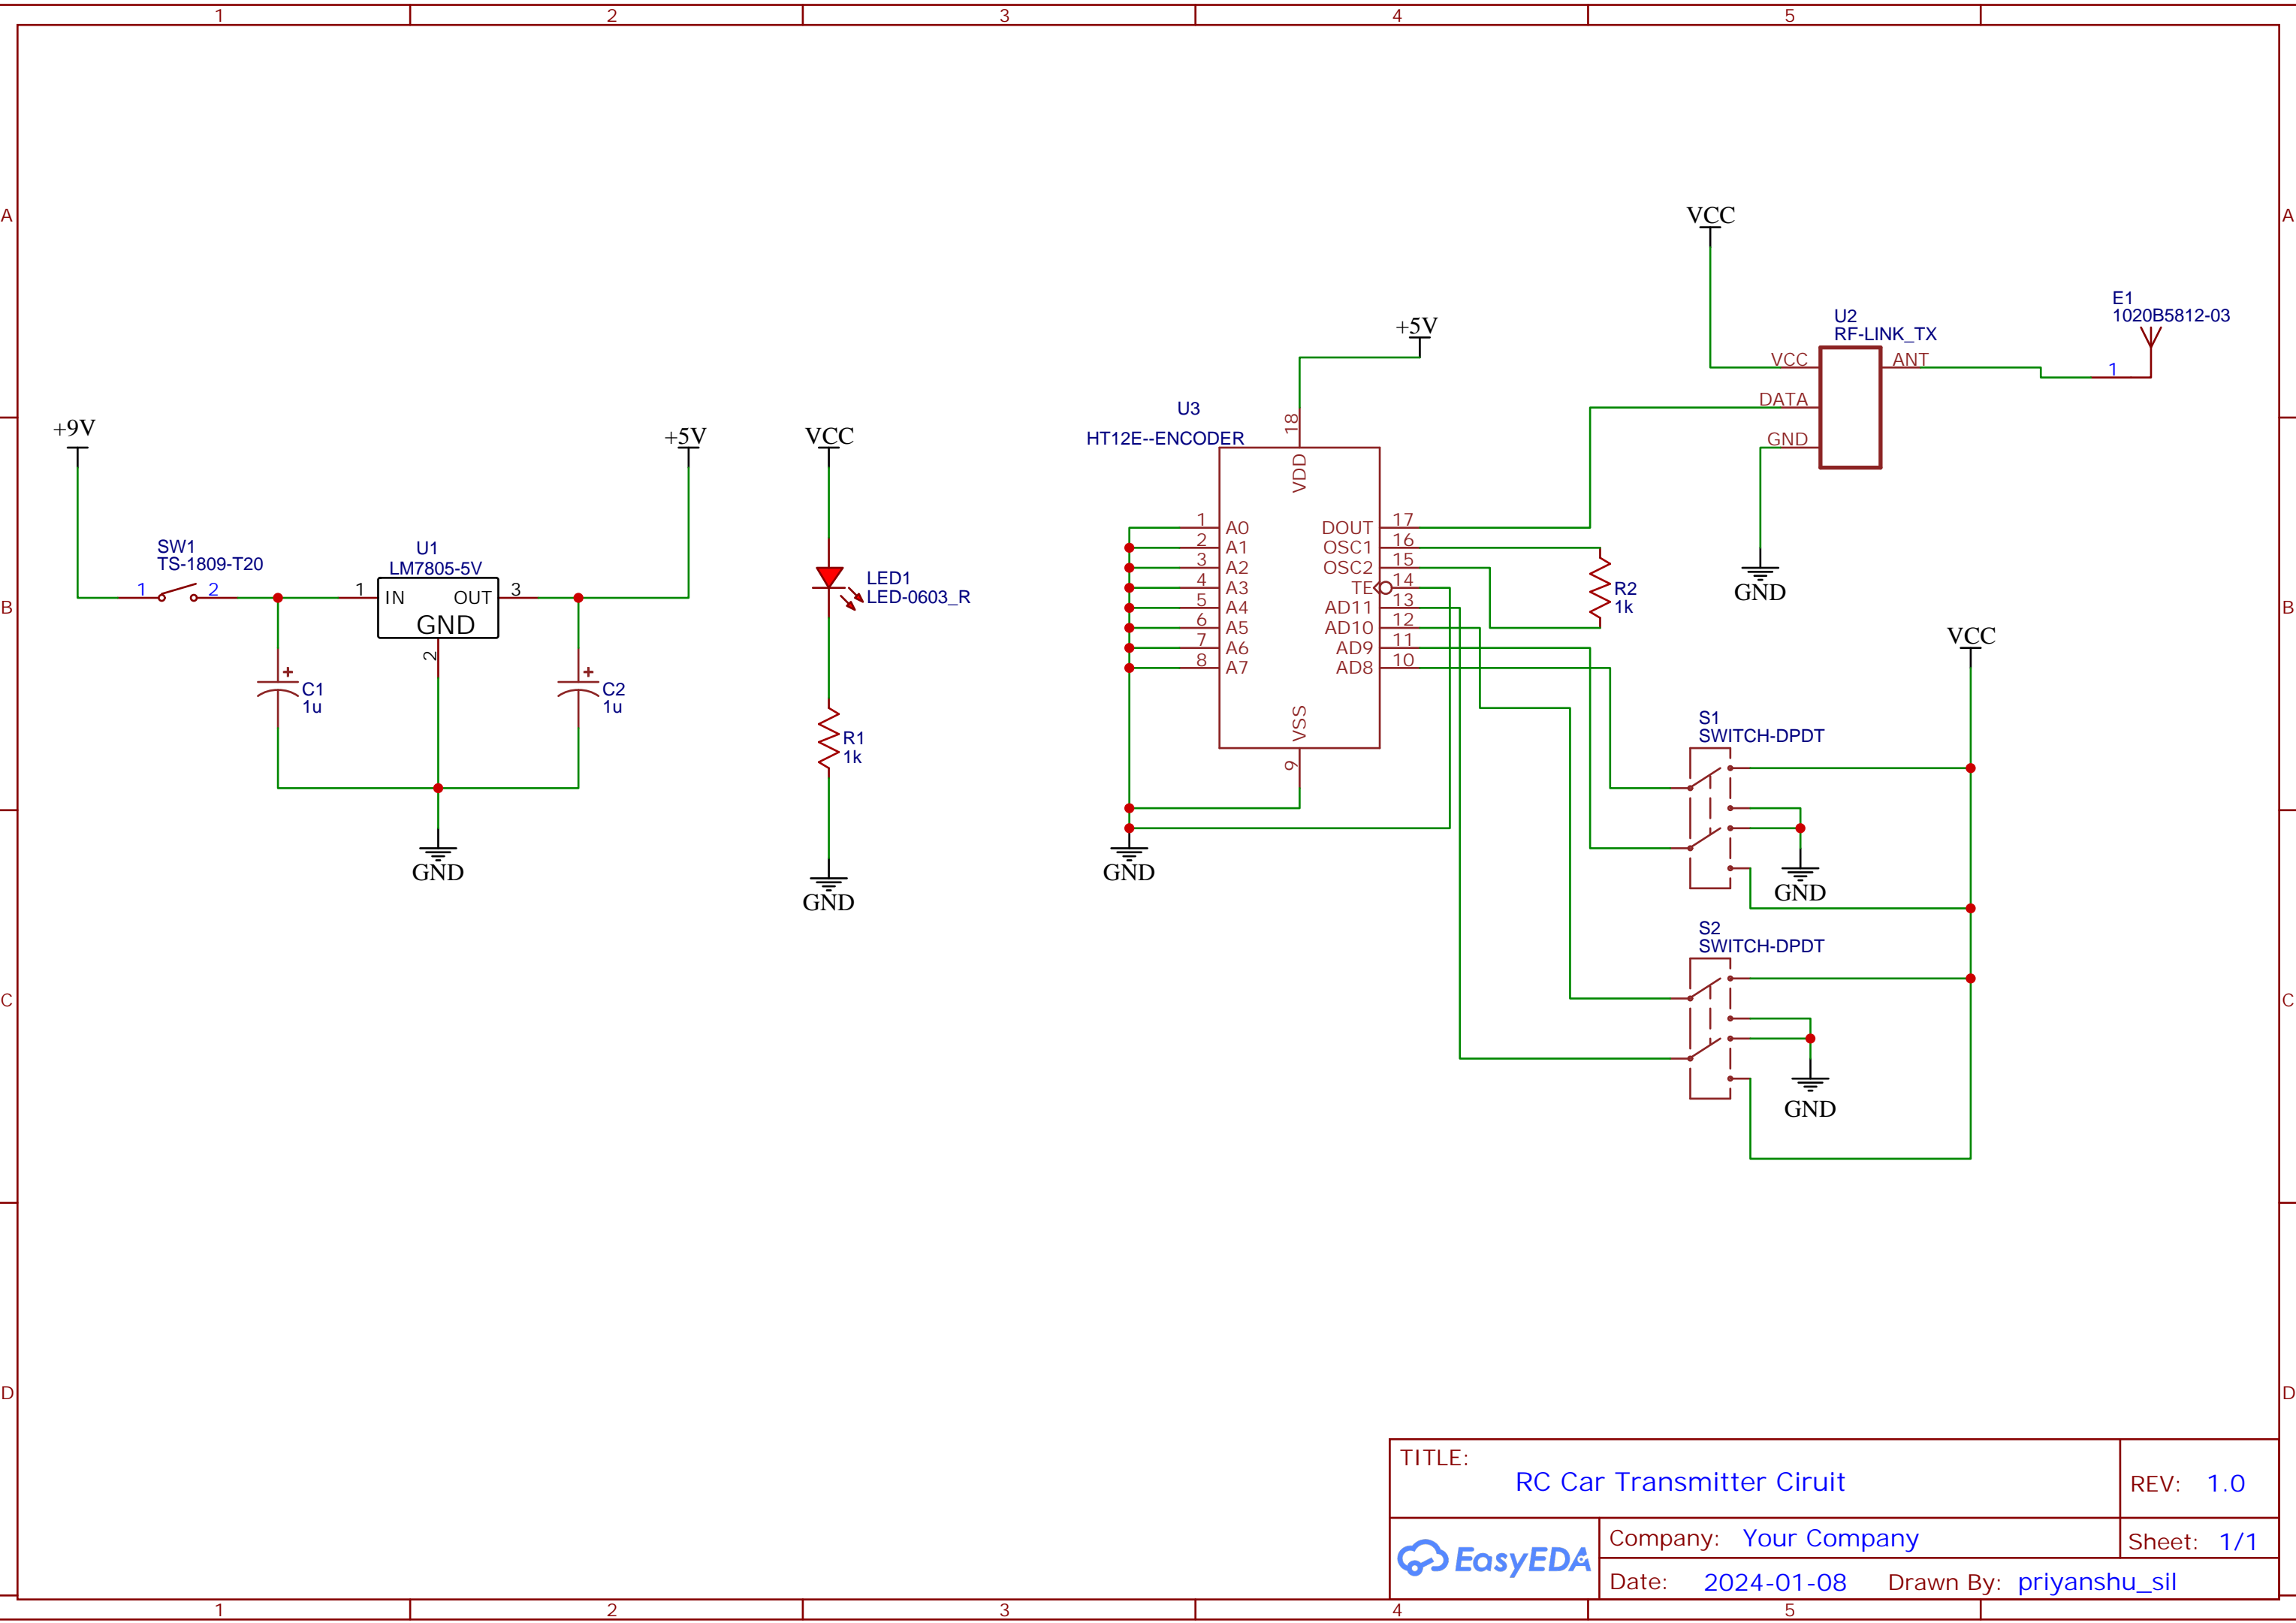 1 2 3 4 5
A A
B B
C C
D D
+9V
SW1
TS-1809-T20
1 2
U1
LM7805-5V
1 IN OUT 3
GND
2
+
C1
1u
+
C2
1u
+5V
GND
VCC
LED1
LED-0603_R
R1
1k
GND
+5V
U3
HT12E--ENCODER
18
VDD
1 A0 DOUT 17
2 A1 OSC1 16
3 A2 OSC2 15
4 A3 TE 14
5 A4 AD11 13
6 A5 AD10 12
7 A6 AD9 11
8 A7 AD8 10
VSS
9
GND
R2
1k
VCC
U2
RF-LINK_TX
VCC ANT
DATA
GND
GND
E1
1020B5812-03
1
VCC
S1
SWITCH-DPDT
GND
S2
SWITCH-DPDT
GND
TITLE:
RC Car Transmitter Ciruit
REV: 1.0
EasyEDA
Company: Your Company
Sheet: 1/1
Date: 2024-01-08 Drawn By: priyanshu_sil
1 2 3 4 5